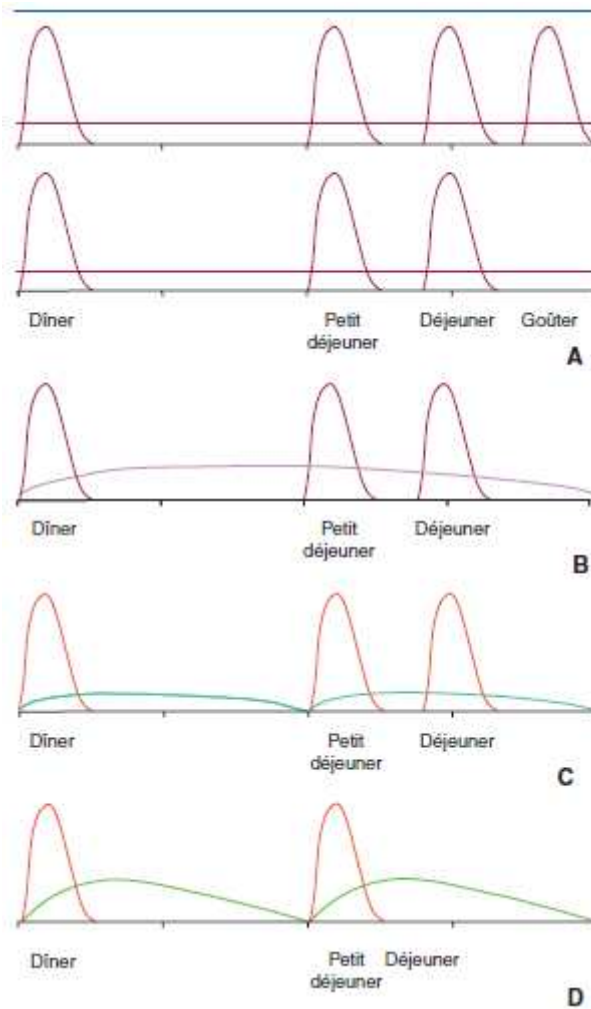 Dîner Petit Déjeuner Goûter
déjeuner
A
Dîner Petit Déjeuner
déjeuner
B
Dîner Petit Déjeuner
déjeuner
C
Dîner Petit Déjeuner
déjeuner
D